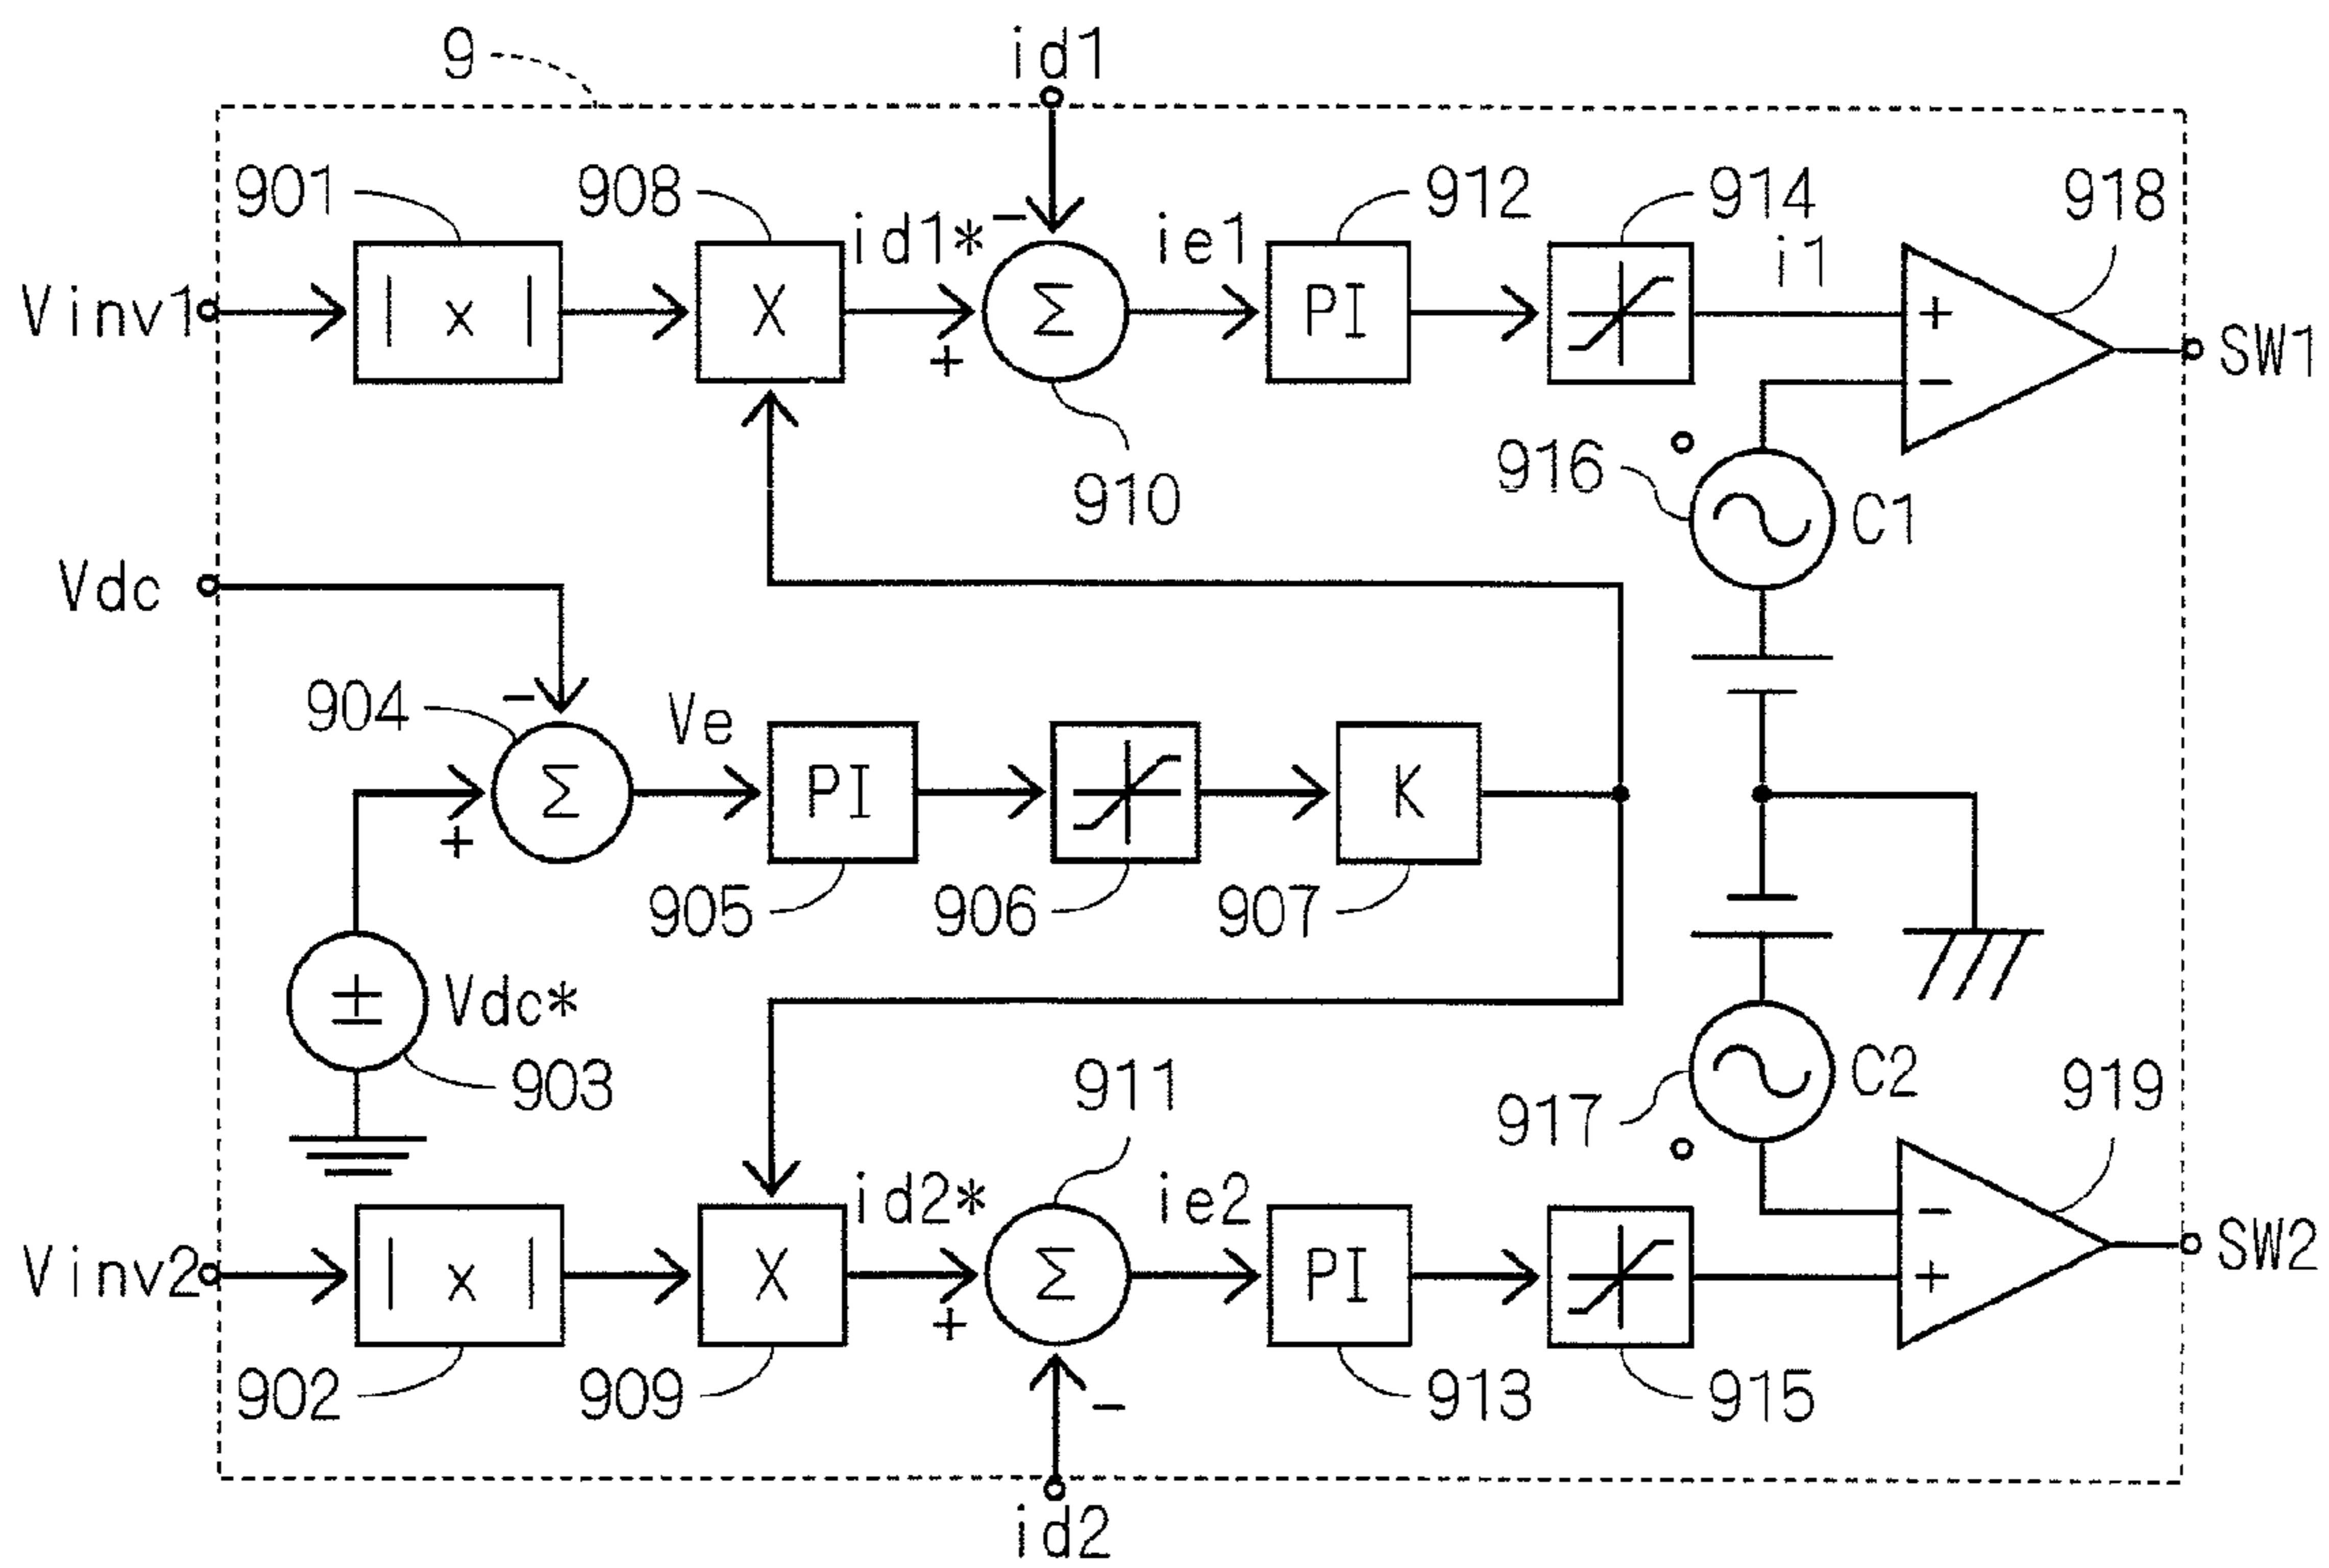 9
id1
901
908
id1*
-
ie1
912
914
i1
918
Vinv1
| x |
X
+
Σ
PI
+
-
SW1
910
916
C1
Vdc
904
-
Ve
+
Σ
PI
K
905
906
907
±
Vdc*
903
911
917
C2
919
id2*
ie2
Vinv2
| x |
X
+
Σ
PI
-
+
SW2
902
909
-
913
915
id2